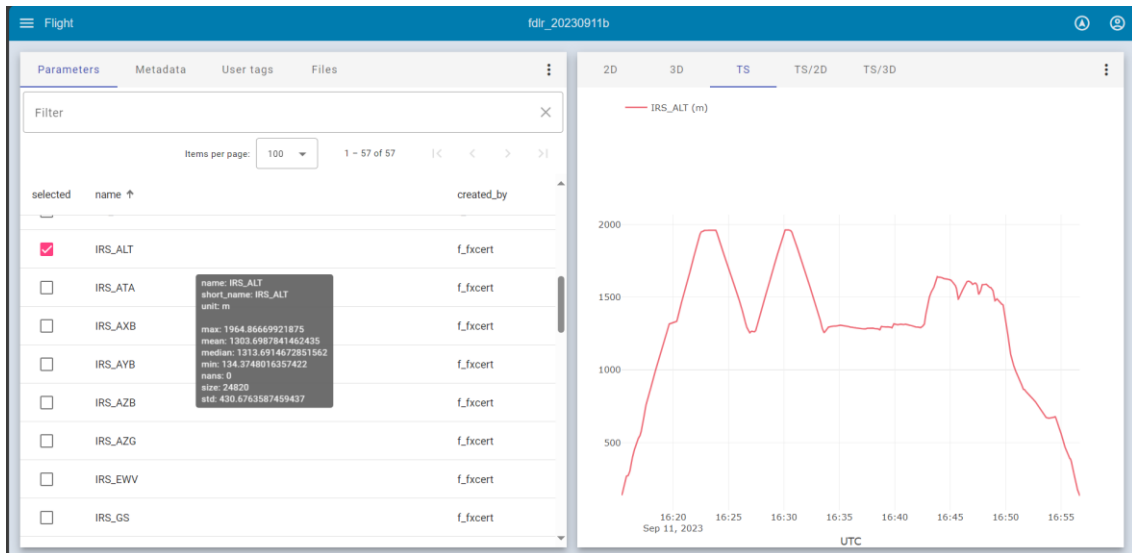 Flight
fdlr_20230911b
Parameters Metadata User tags Files
Filter
Items per page: 100 1 – 57 of 57
selected name created_by
IRS_ALT f_fxcert
IRS_ATA f_fxcert
IRS_AXB f_fxcert
IRS_AYB f_fxcert
IRS_AZB f_fxcert
IRS_AZG f_fxcert
IRS_EWV f_fxcert
IRS_GS f_fxcert
name: IRS_ALT
short_name: IRS_ALT
unit: m
max: 1964.86669921875
mean: 1303.6987841462435
median: 1313.6914672851562
min: 134.3748016357422
nans: 0
size: 24820
std: 430.6763587459437
2D 3D TS TS/2D TS/3D
IRS_ALT (m)
2000
1500
1000
500
16:20 16:25 16:30 16:35 16:40 16:45 16:50 16:55
Sep 11, 2023
UTC